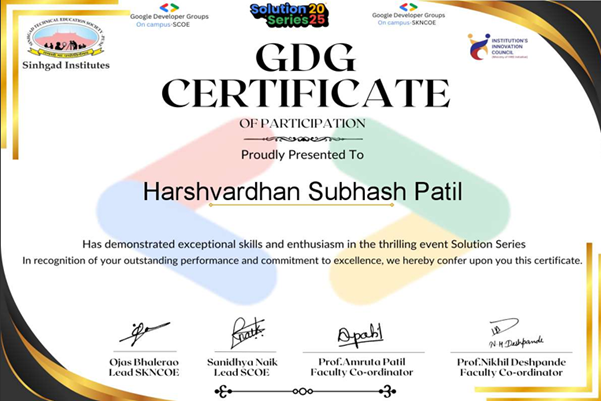 SINHGAD TECHNICAL EDUCATION SOCIETY
Sinhgad Institutes
Google Developer Groups
On campus-SCOE
Solution 20
Series 25
Google Developer Groups
On campus-SKNCOE
INSTITUTION'S
INNOVATION
COUNCIL
GDG
CERTIFICATE
OF PARTICIPATION
Proudly Presented To
Harshvardhan Subhash Patil
Has demonstrated exceptional skills and enthusiasm in the thrilling event Solution Series
In recognition of your outstanding performance and commitment to excellence, we hereby confer upon you this certificate.
N H Deshpande
Ojas Bhalerao
Lead SKNCOE
Sanidhya Naik
Lead SCOE
Prof.Amruta Patil
Faculty Co-ordinator
Prof.Nikhil Deshpande
Faculty Co-ordinator